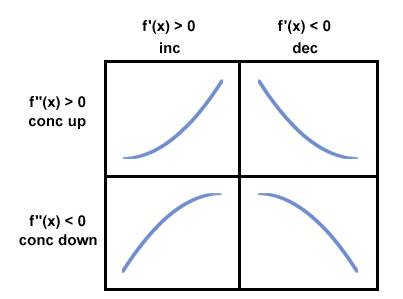 f'(x) > 0
inc
f'(x) < 0
dec
f"(x) > 0
conc up
f"(x) < 0
conc down